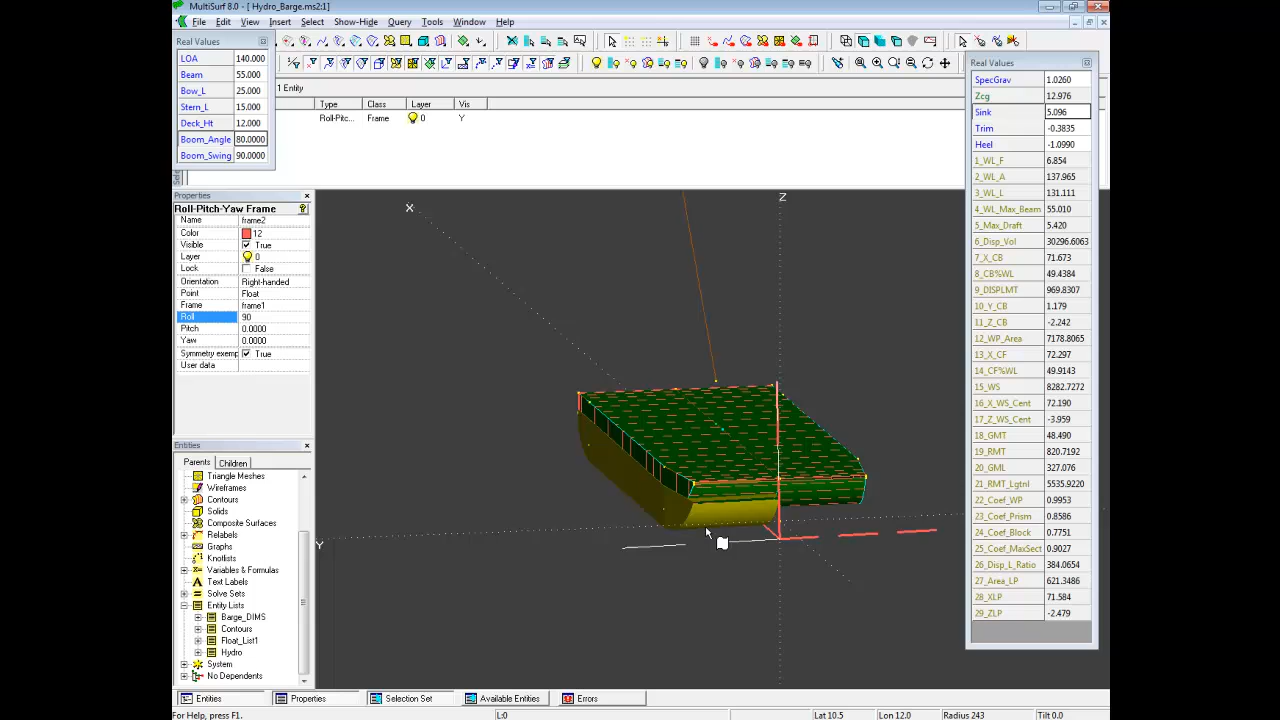 MultiSurf 8.0 - [ Hydro_Barge.ms2:1]
File Edit View Insert Select Show-Hide Query Tools Window Help
Real Values
LOA 140.000
Beam 55.000
Bow_L 25.000
Stern_L 15.000
Deck_Ht 12.000
Boom_Angle 80.0000
Boom_Swing 90.0000
1 Entity
Type Class Layer Vis
Roll-Pitc... Frame 0 Y
Properties
Roll-Pitch-Yaw Frame
Name frame2
Color 12
Visible True
Layer 0
Lock False
Orientation Right-handed
Point Float
Frame frame1
Roll 90
Pitch 0.0000
Yaw 0.0000
Symmetry exemp True
User data
Entities
Parents Children
Triangle Meshes
Wireframes
Contours
Solids
Composite Surfaces
Relabels
Graphs
Knotlists
Variables & Formulas
Text Labels
Solve Sets
Entity Lists
Barge_DIMS
Contours
Float_List1
Hydro
System
No Dependents
X
Z
Y
Real Values
SpecGrav 1.0260
Zcg 12.976
Sink 5.096
Trim -0.3835
Heel -1.0990
1_WL_F 6.854
2_WL_A 137.965
3_WL_L 131.111
4_WL_Max_Beam 55.010
5_Max_Draft 5.420
6_Disp_Vol 30296.6063
7_X_CB 71.673
8_CB%WL 49.4384
9_DISPLMT 969.8307
10_Y_CB 1.179
11_Z_CB -2.242
12_WP_Area 7178.8065
13_X_CF 72.297
14_CF%WL 49.9143
15_WS 8282.7272
16_X_WS_Cent 72.190
17_Z_WS_Cent -3.959
18_GMT 48.490
19_RMT 820.7192
20_GML 327.076
21_RMT_Lgtnl 5535.9220
22_Coef_WP 0.9953
23_Coef_Prism 0.8586
24_Coef_Block 0.7751
25_Coef_MaxSect 0.9027
26_Disp_L_Ratio 384.0654
27_Area_LP 621.3486
28_XLP 71.584
29_ZLP -2.479
Entities Properties Selection Set Available Entities Errors
For Help, press F1. L:0 Lat 10.5 Lon 12.0 Radius 243 Tilt 0.0